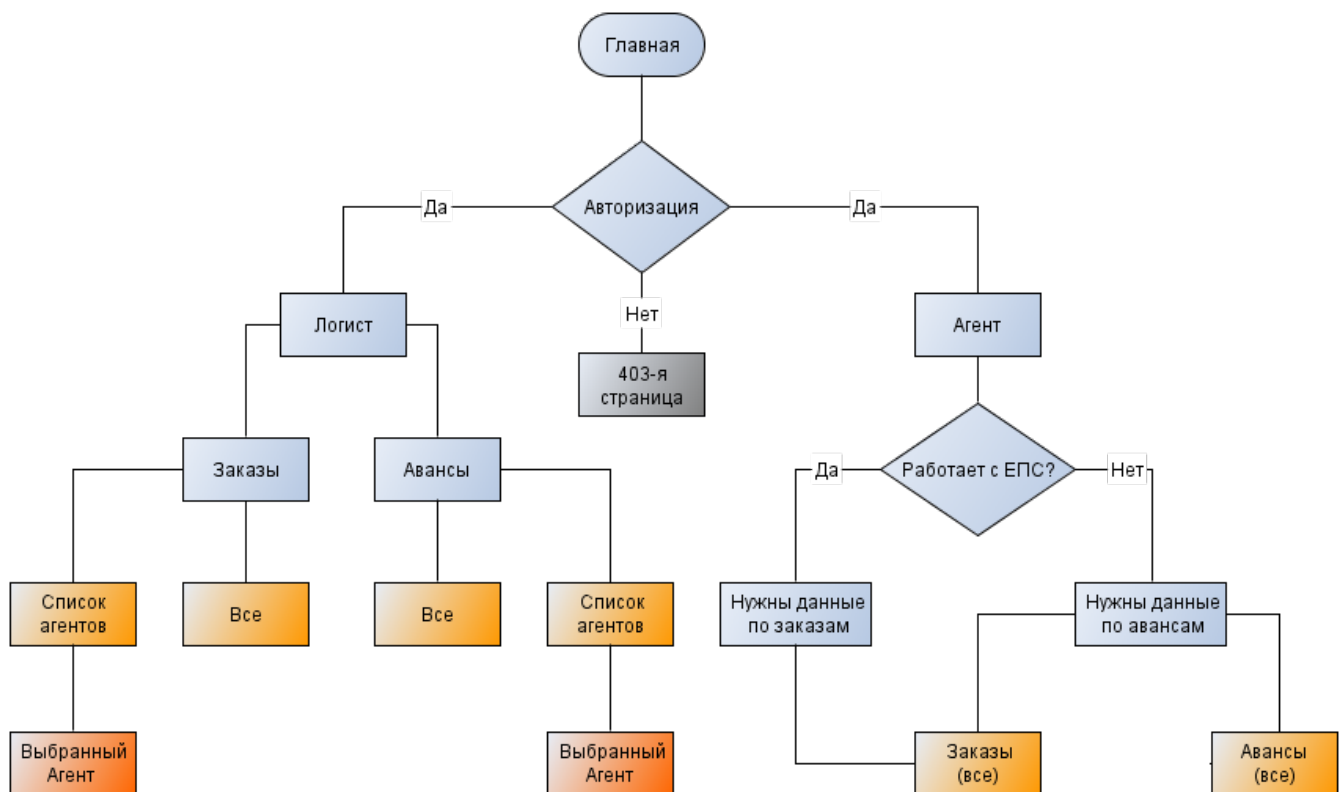 Главная
Авторизация
Да
Да
Нет
Логист
403-я
страница
Агент
Заказы
Авансы
Работает с ЕПС?
Да
Нет
Список
агентов
Все
Все
Список
агентов
Нужны данные
по заказам
Нужны данные
по авансам
Выбранный
Агент
Выбранный
Агент
Заказы
(все)
Авансы
(все)